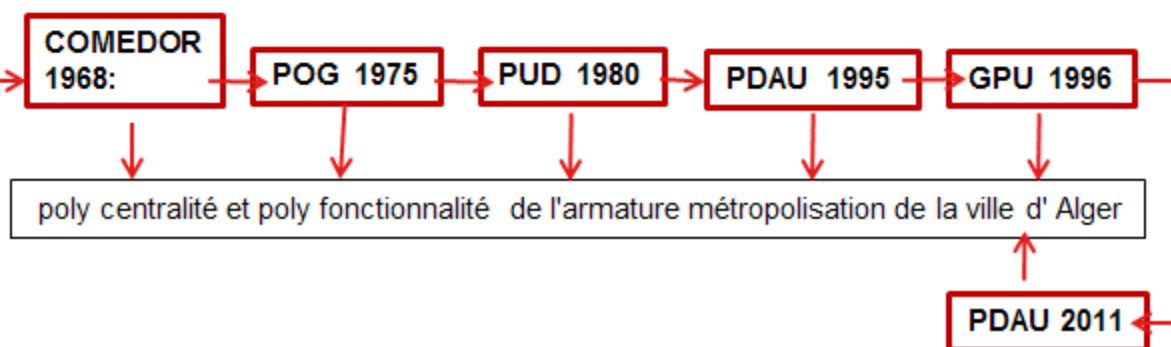 COMEDOR
1968:
POG 1975
PUD 1980
PDAU 1995
GPU 1996
poly centralité et poly fonctionnalité de l'armature métropolisation de la ville d' Alger
PDAU 2011